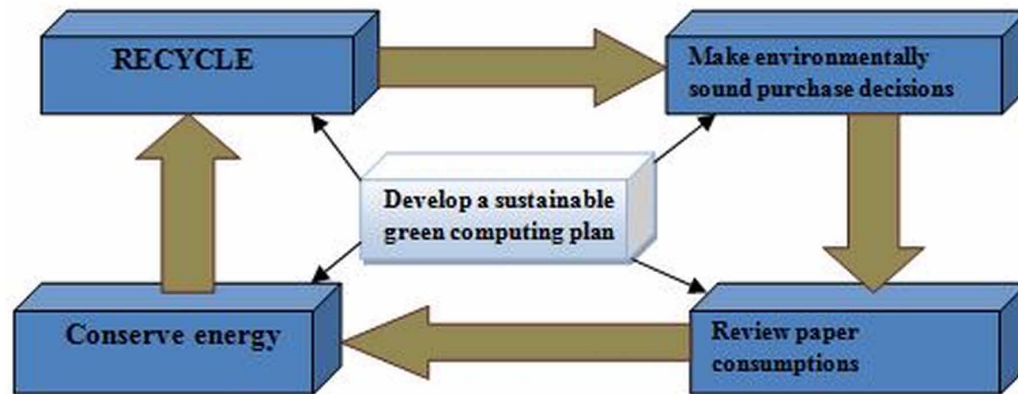 RECYCLE
Make environmentally
sound purchase decisions
Develop a sustainable
green computing plan
Conserve energy
Review paper
consumptions